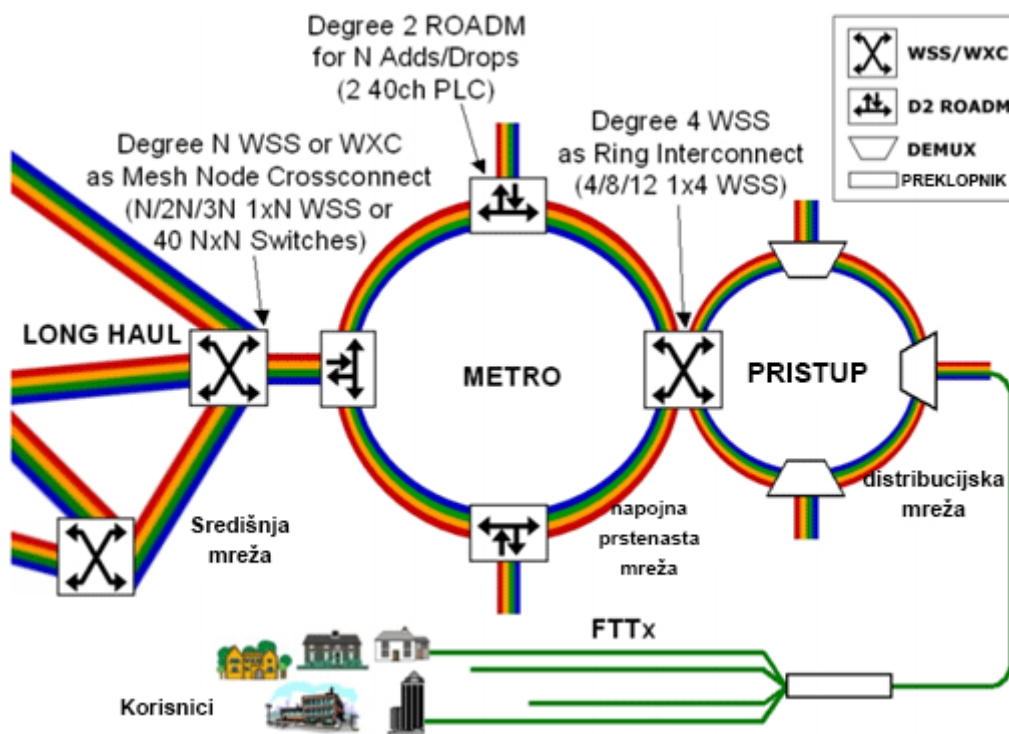 Degree 2 ROADM
for N Adds/Drops
(2 40ch PLC)
Degree N WSS or WXC
as Mesh Node Crossconnect
(N/2N/3N 1xN WSS or
40 NxN Switches)
Degree 4 WSS
as Ring Interconnect
(4/8/12 1x4 WSS)
WSS/WXC
D2 ROADM
DEMUX
PREKLOPNIK
LONG HAUL
METRO
PRISTUP
Središnja
mreža
napojna
prstenasta
mreža
distribucijska
mreža
FTTx
Korisnici